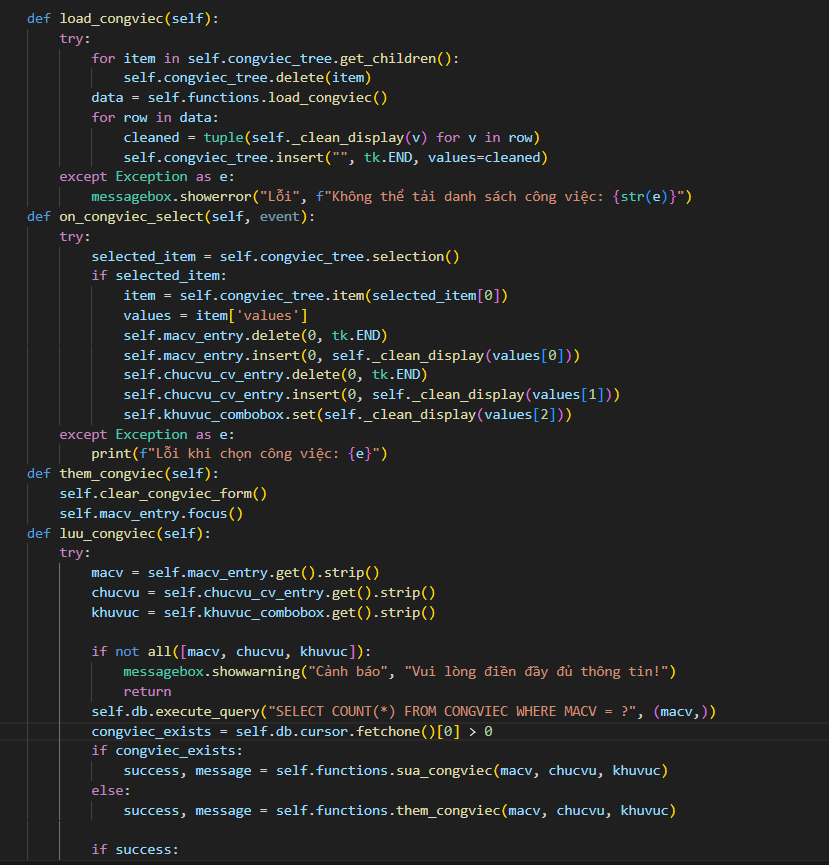 def load_congviec(self):
    try:
        for item in self.congviec_tree.get_children():
            self.congviec_tree.delete(item)
        data = self.functions.load_congviec()
        for row in data:
            cleaned = tuple(self._clean_display(v) for v in row)
            self.congviec_tree.insert("", tk.END, values=cleaned)
    except Exception as e:
        messagebox.showerror("Lỗi", f"Không thể tải danh sách công việc: {str(e)}")
def on_congviec_select(self, event):
    try:
        selected_item = self.congviec_tree.selection()
        if selected_item:
            item = self.congviec_tree.item(selected_item[0])
            values = item['values']
            self.macv_entry.delete(0, tk.END)
            self.macv_entry.insert(0, self._clean_display(values[0]))
            self.chucvu_cv_entry.delete(0, tk.END)
            self.chucvu_cv_entry.insert(0, self._clean_display(values[1]))
            self.khuvuc_combobox.set(self._clean_display(values[2]))
    except Exception as e:
        print(f"Lỗi khi chọn công việc: {e}")
def them_congviec(self):
    self.clear_congviec_form()
    self.macv_entry.focus()
def luu_congviec(self):
    try:
        macv = self.macv_entry.get().strip()
        chucvu = self.chucvu_cv_entry.get().strip()
        khuvuc = self.khuvuc_combobox.get().strip()

        if not all([macv, chucvu, khuvuc]):
            messagebox.showwarning("Cảnh báo", "Vui lòng điền đầy đủ thông tin!")
            return
        self.db.execute_query("SELECT COUNT(*) FROM CONGVIEC WHERE MACV = ?", (macv,))
        congviec_exists = self.db.cursor.fetchone()[0] > 0
        if congviec_exists:
            success, message = self.functions.sua_congviec(macv, chucvu, khuvuc)
        else:
            success, message = self.functions.them_congviec(macv, chucvu, khuvuc)

        if success: